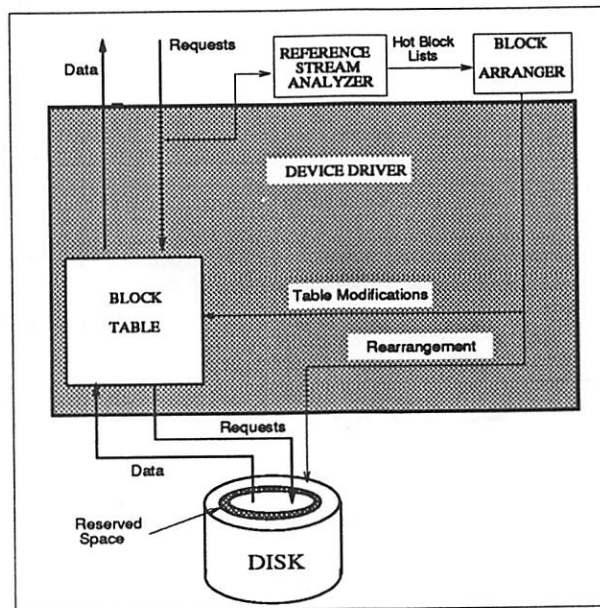 Requests
Data
REFERENCE
STREAM
ANALYZER
Hot Block
Lists
BLOCK
ARRANGER
DEVICE DRIVER
BLOCK
TABLE
Table Modifications
Rearrangement
Requests
Data
Reserved
Space
DISK